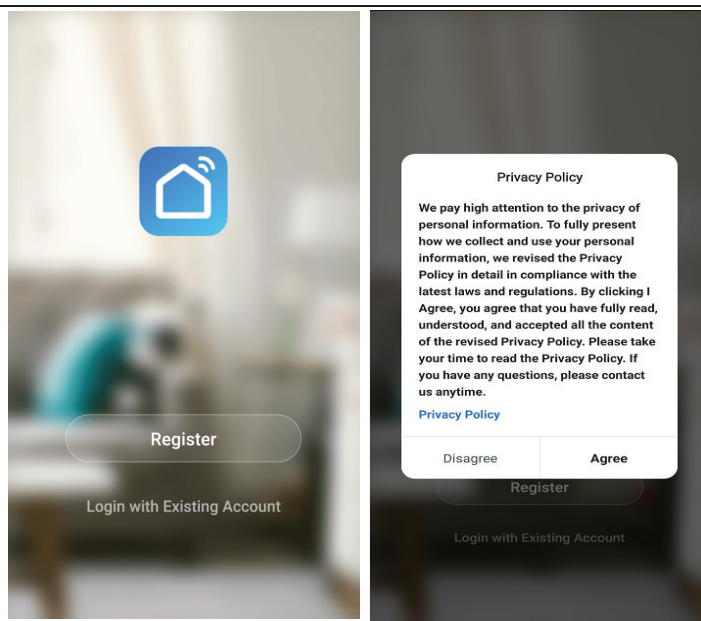 Register
Login with Existing Account
Privacy Policy
We pay high attention to the privacy of
personal information. To fully present
how we collect and use your personal
information, we revised the Privacy
Policy in detail in compliance with the
latest laws and regulations. By clicking I
Agree, you agree that you have fully read,
understood, and accepted all the content
of the revised Privacy Policy. Please take
your time to read the Privacy Policy. If
you have any questions, please contact
us anytime.
Privacy Policy
Disagree
Agree
Register
Login with Existing Account